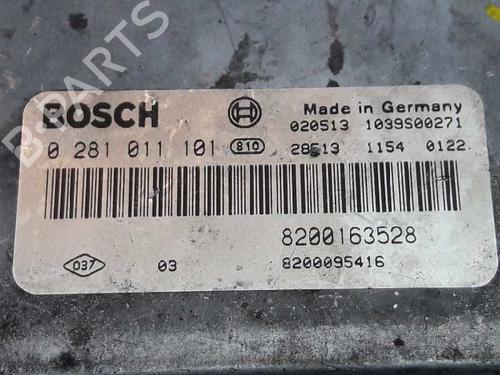 B-PARTS
BOSCH
Made in Germany
020513 1039S00271
0 281 011 101 810 28513 1154 0122
8200163528
037 03 8200095416